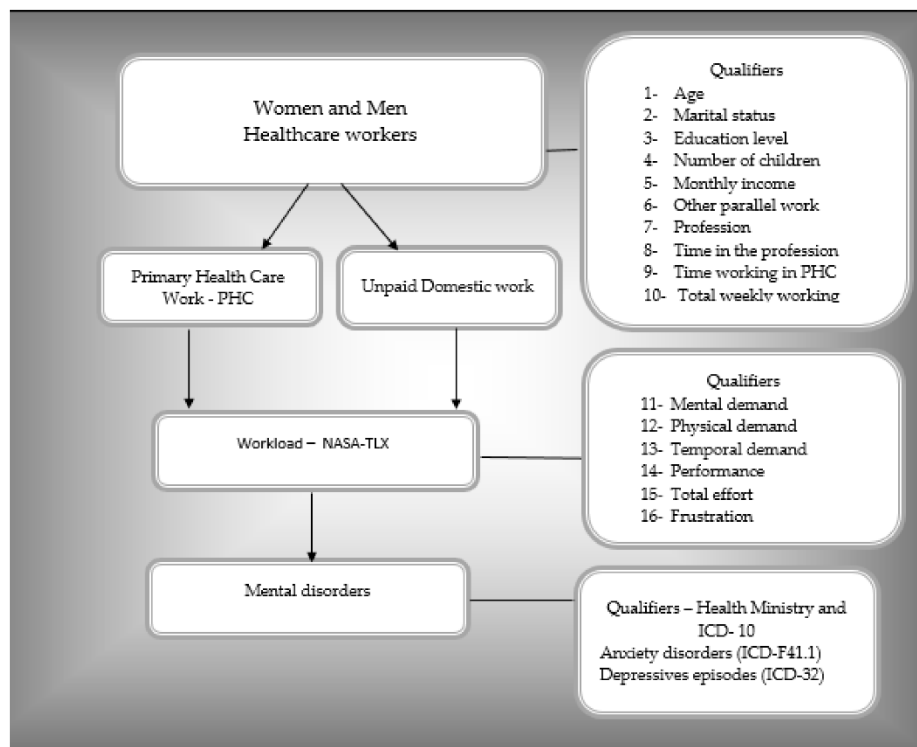 Women and Men
Healthcare workers
Qualifiers
1- Age
2- Marital status
3- Education level
4- Number of children
5- Monthly income
6- Other parallel work
7- Profession
8- Time in the profession
9- Time working in PHC
10- Total weekly working
Primary Health Care
Work - PHC
Unpaid Domestic work
Workload – NASA-TLX
Qualifiers
11- Mental demand
12- Physical demand
13- Temporal demand
14- Performance
15- Total effort
16- Frustration
Mental disorders
Qualifiers – Health Ministry and
ICD- 10
Anxiety disorders (ICD-F41.1)
Depressives episodes (ICD-32)